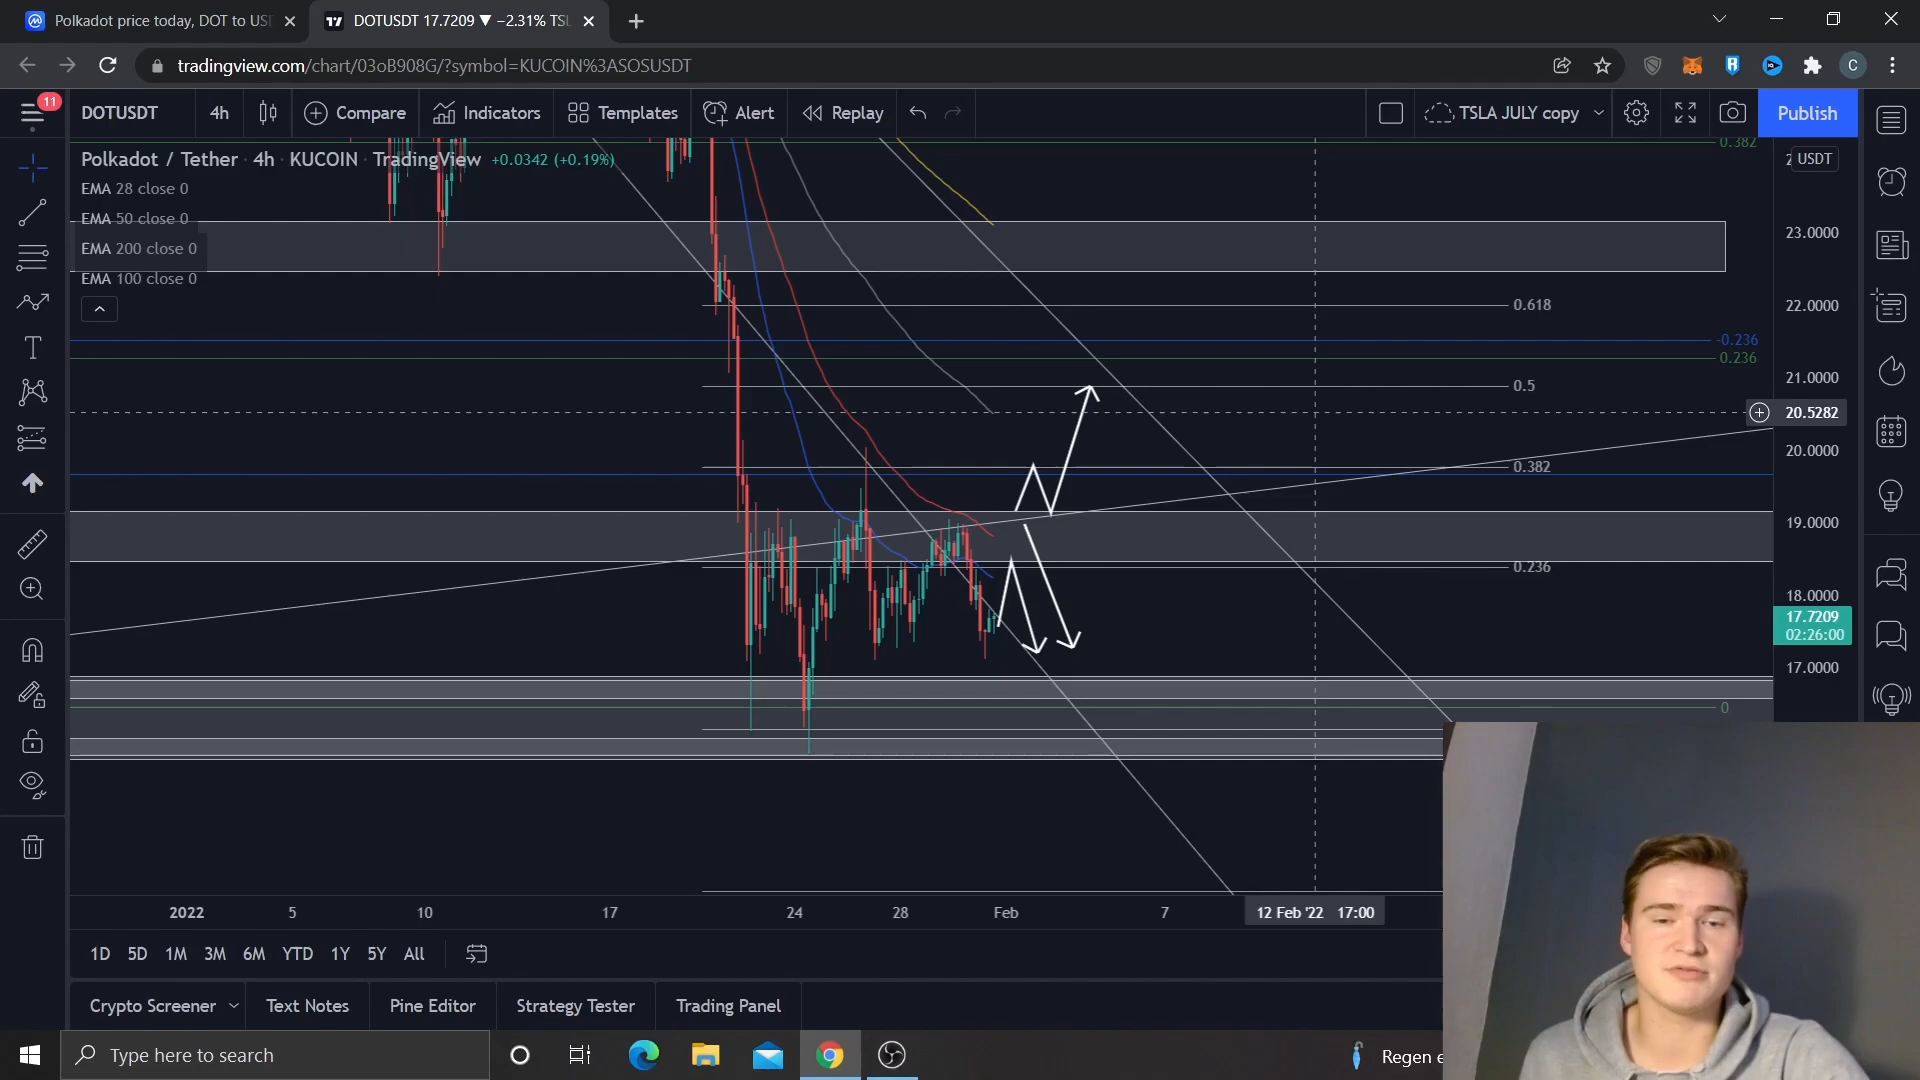 Polkadot price today, DOT to US
DOTUSDT 17.7209 ▼ −2.31% TSL
tradingview.com/chart/03oB908G/?symbol=KUCOIN%3ASOSUSDT
C
11
DOTUSDT
4h
Compare
Indicators
Templates
Alert
Replay
TSLA JULY copy
Publish
Polkadot / Tether · 4h · KUCOIN · TradingView +0.0342 (+0.19%)
EMA 28 close 0
EMA 50 close 0
EMA 200 close 0
EMA 100 close 0
0.382
USDT
23.0000
0.618
22.0000
-0.236
0.236
21.0000
0.5
20.5282
20.0000
0.382
19.0000
0.236
18.0000
17.7209
02:26:00
17.0000
0
2022
5
10
17
24
28
Feb
7
12 Feb '22 17:00
1D
5D
1M
3M
6M
YTD
1Y
5Y
All
Crypto Screener
Text Notes
Pine Editor
Strategy Tester
Trading Panel
Type here to search
Regen e